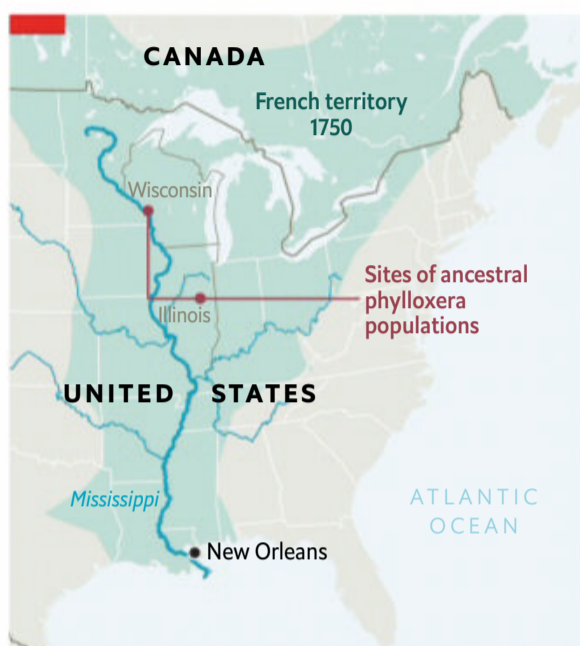 CANADA
French territory
1750
Wisconsin
Sites of ancestral
phylloxera
populations
Illinois
UNITED STATES
Mississippi
ATLANTIC
OCEAN
New Orleans